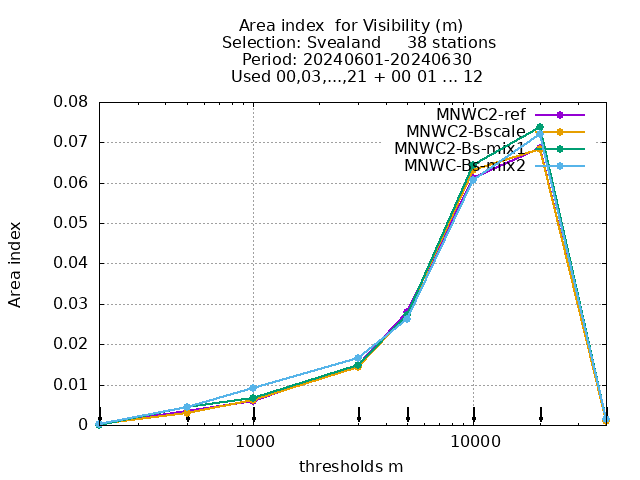 Area index  for Visibility (m)
Selection: Svealand     38 stations
Period: 20240601-20240630
Used 00,03,...,21 + 00 01 ... 12
0.08
0.07
0.06
0.05
0.04
0.03
0.02
0.01
0
Area index
MNWC2-ref
MNWC2-Bscale
MNWC2-Bs-mix1
MNWC-Bs-mix2
1000
10000
thresholds m